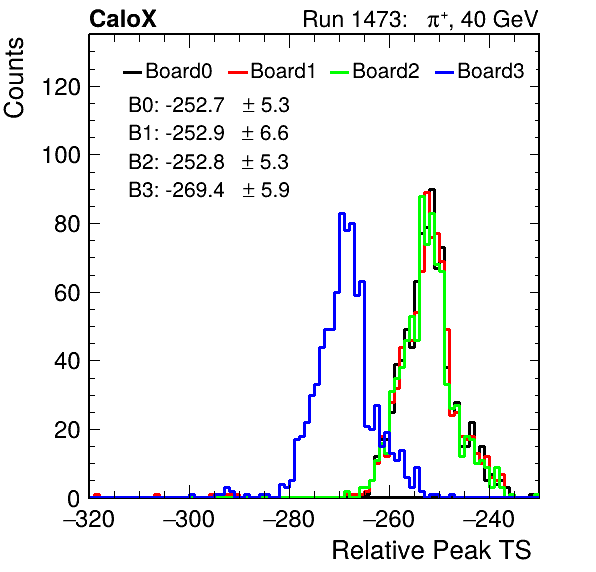 CaloX Run 1473: π⁺, 40 GeV
Counts
Board0 Board1 Board2 Board3
B0: -252.7 ± 5.3
B1: -252.9 ± 6.6
B2: -252.8 ± 5.3
B3: -269.4 ± 5.9
120
100
80
60
40
20
0
−320 −300 −280 −260 −240
Relative Peak TS